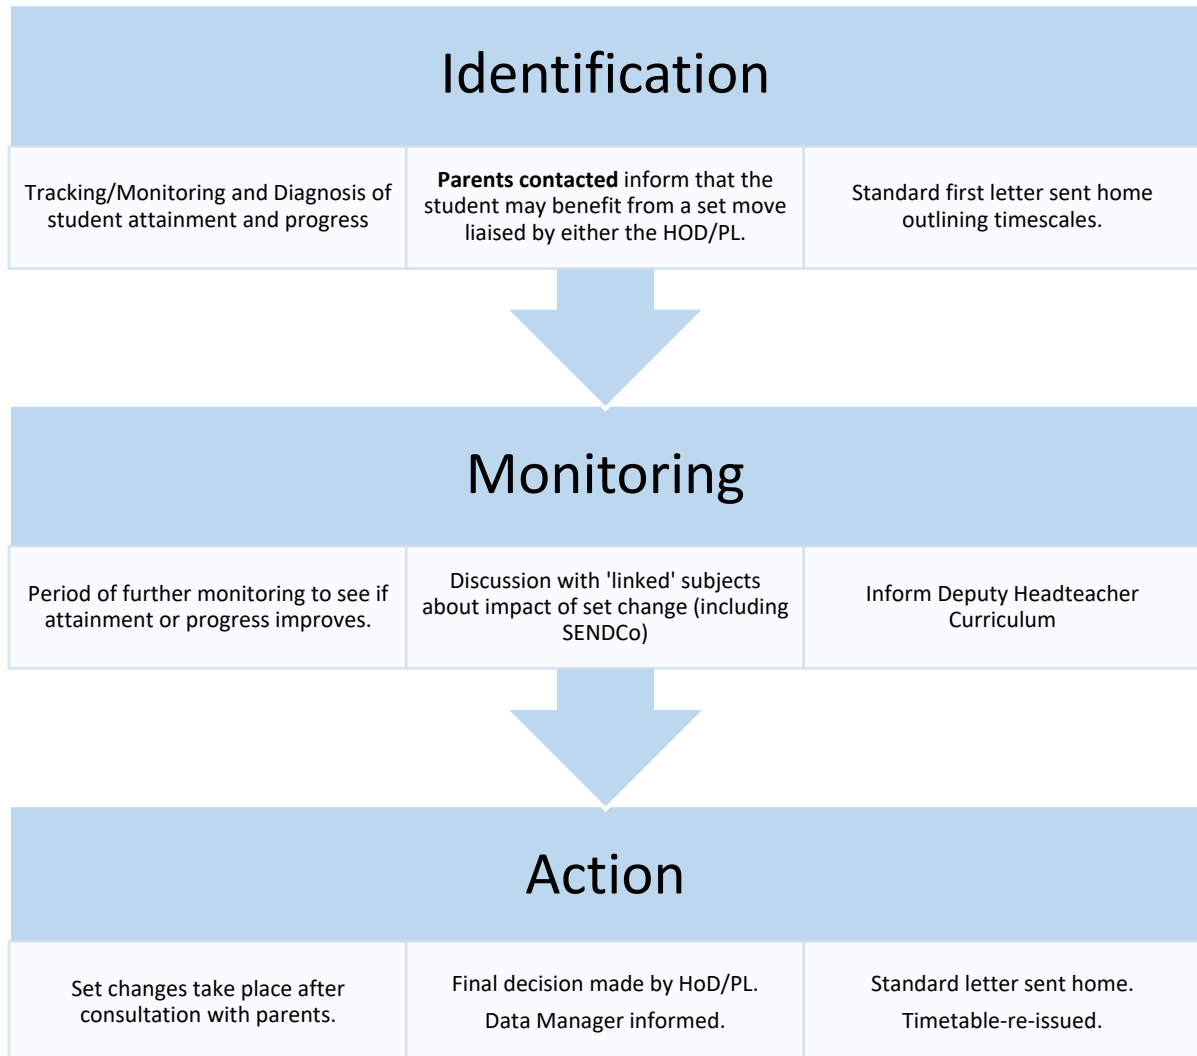 Identification
Tracking/Monitoring and Diagnosis of
student attainment and progress
Parents contacted inform that the
student may benefit from a set move
liaised by either the HOD/PL.
Standard first letter sent home
outlining timescales.
Monitoring
Period of further monitoring to see if
attainment or progress improves.
Discussion with 'linked' subjects
about impact of set change (including
SENDCo)
Inform Deputy Headteacher
Curriculum
Action
Set changes take place after
consultation with parents.
Final decision made by HoD/PL.
Data Manager informed.
Standard letter sent home.
Timetable-re-issued.